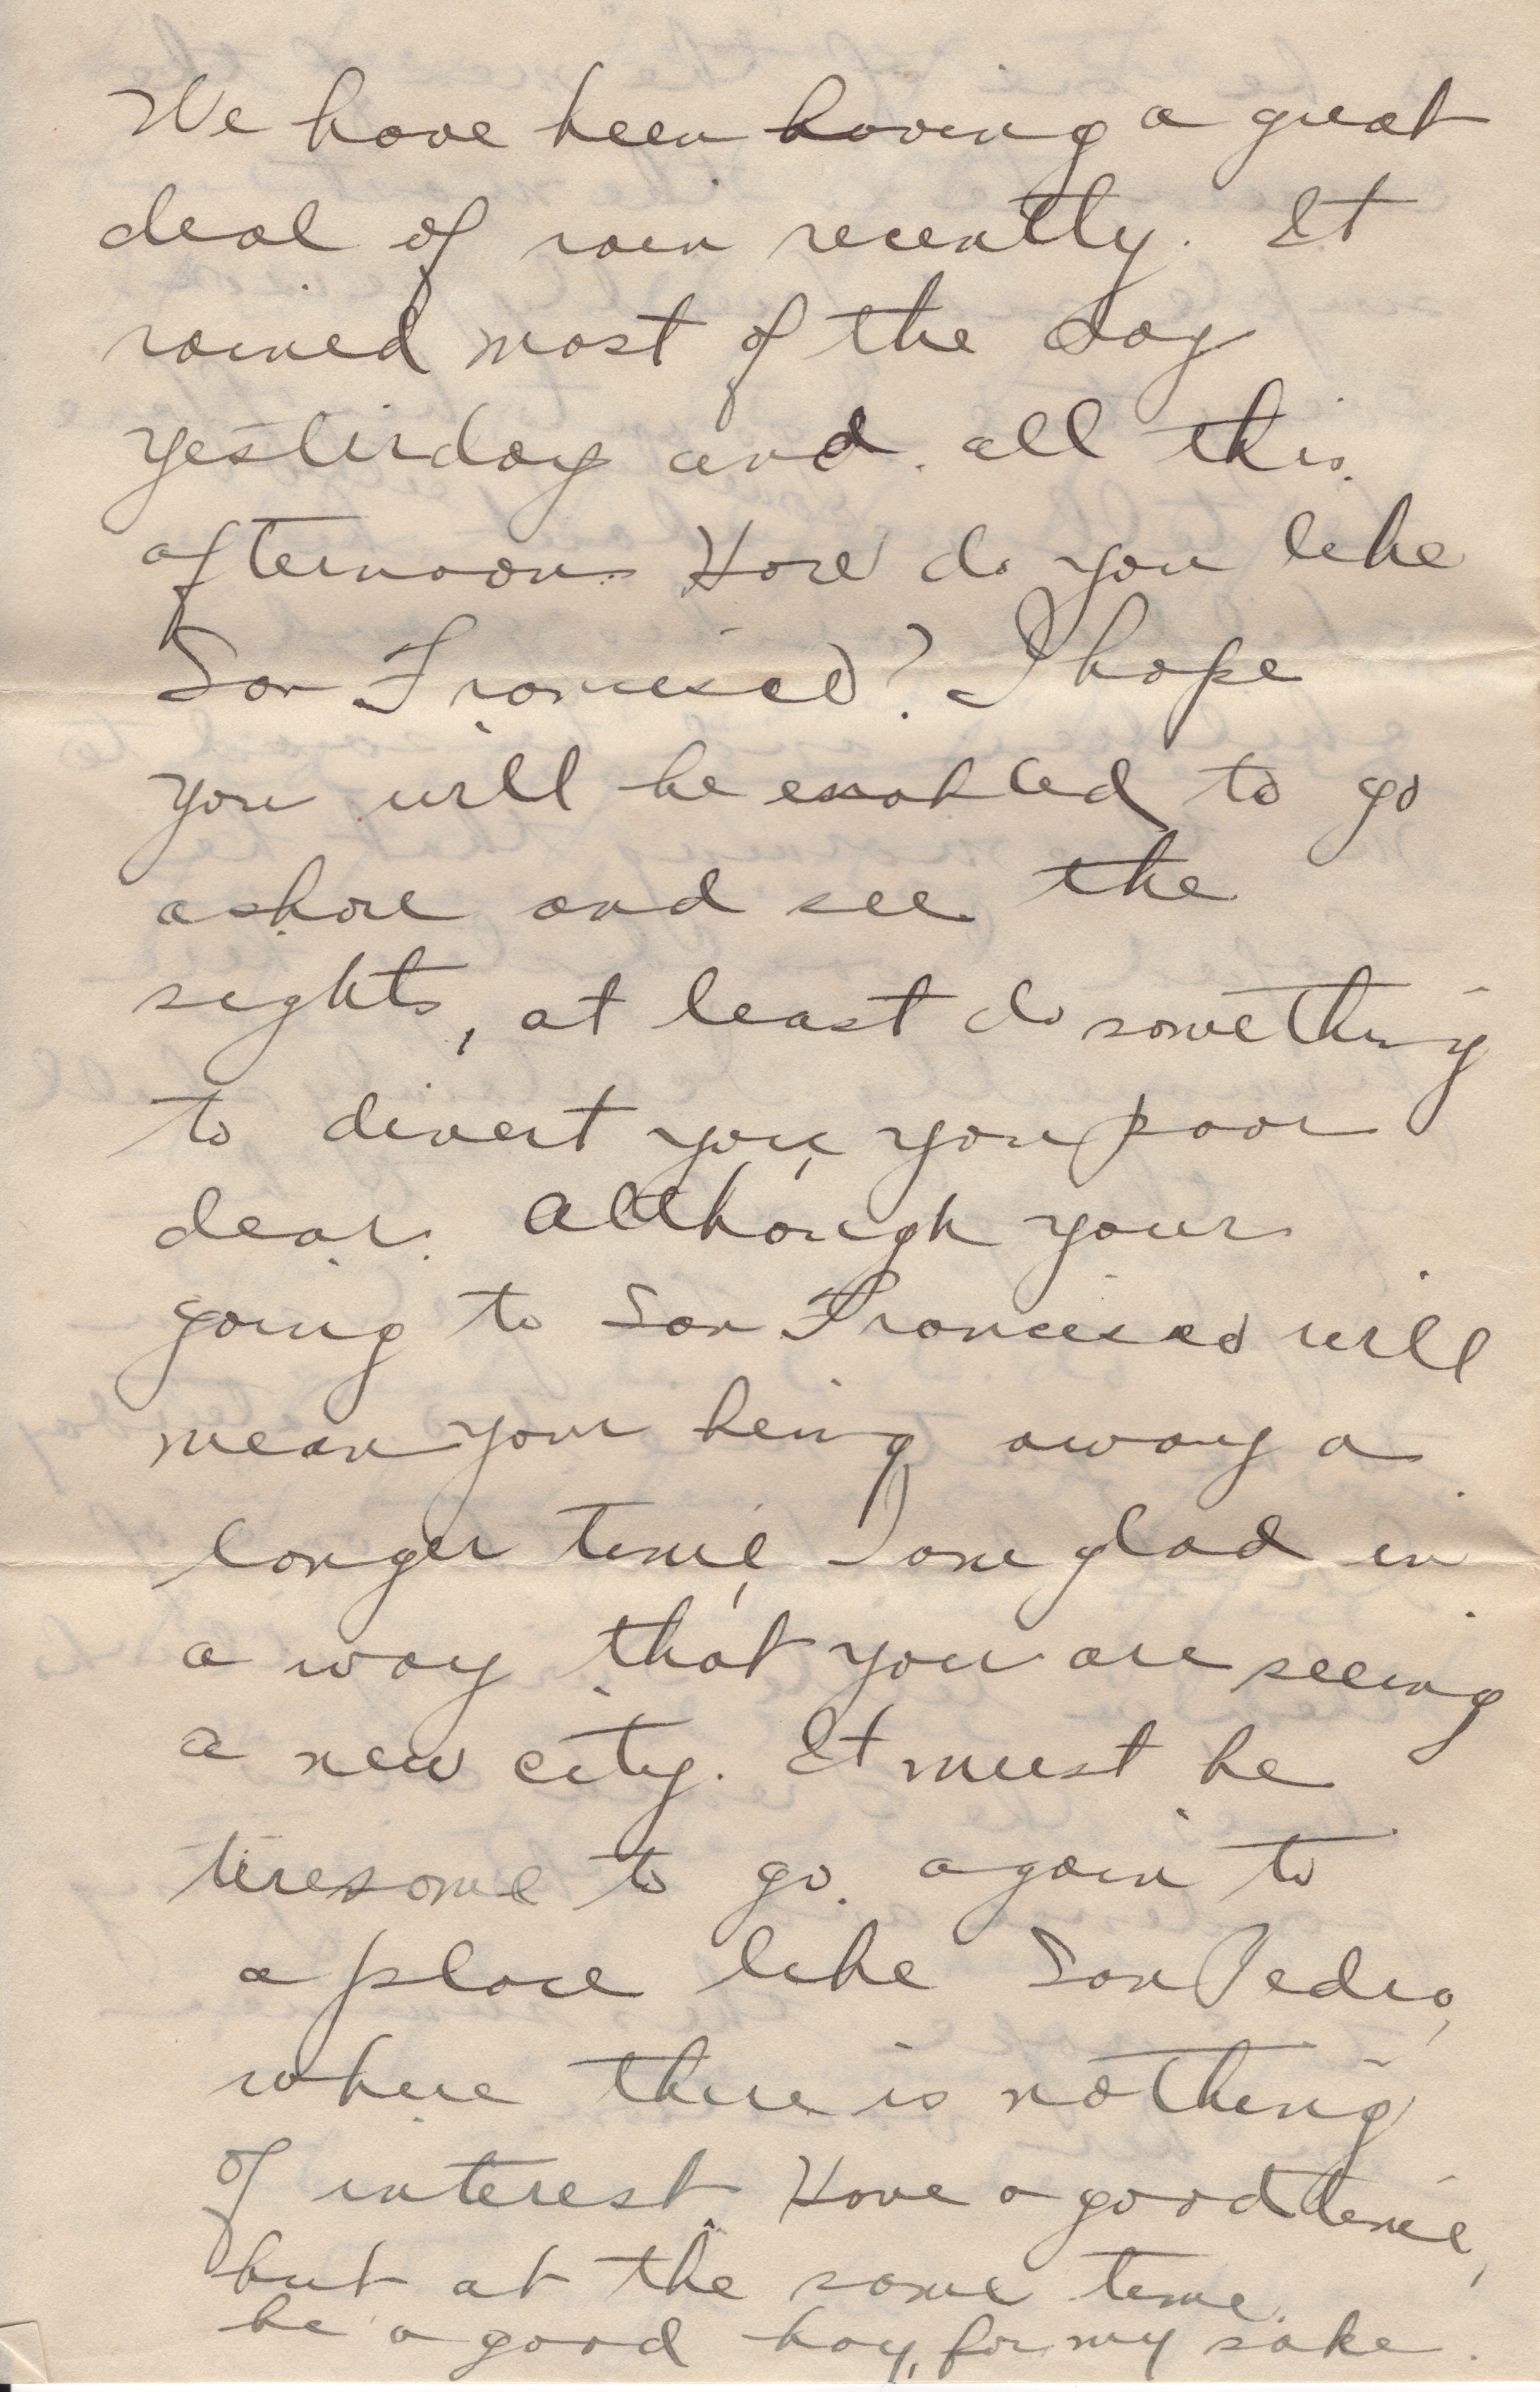 We have been having a great
deal of rain recently. It
rained most of the day
yesterday and all this
afternoon. How do you like
San Francisco? I hope
you will be enabled to go
ashore and see the
sights, at least do something
to divert you, you poor
dear. Although your
going to San Francisco will
mean your being away a
longer time, I am glad in
a way that you are seeing
a new city. It must be
tiresome to go again to
a place like San Pedro,
where there is nothing
of interest. Have a good time,
but at the same time
be a good boy, for my sake.